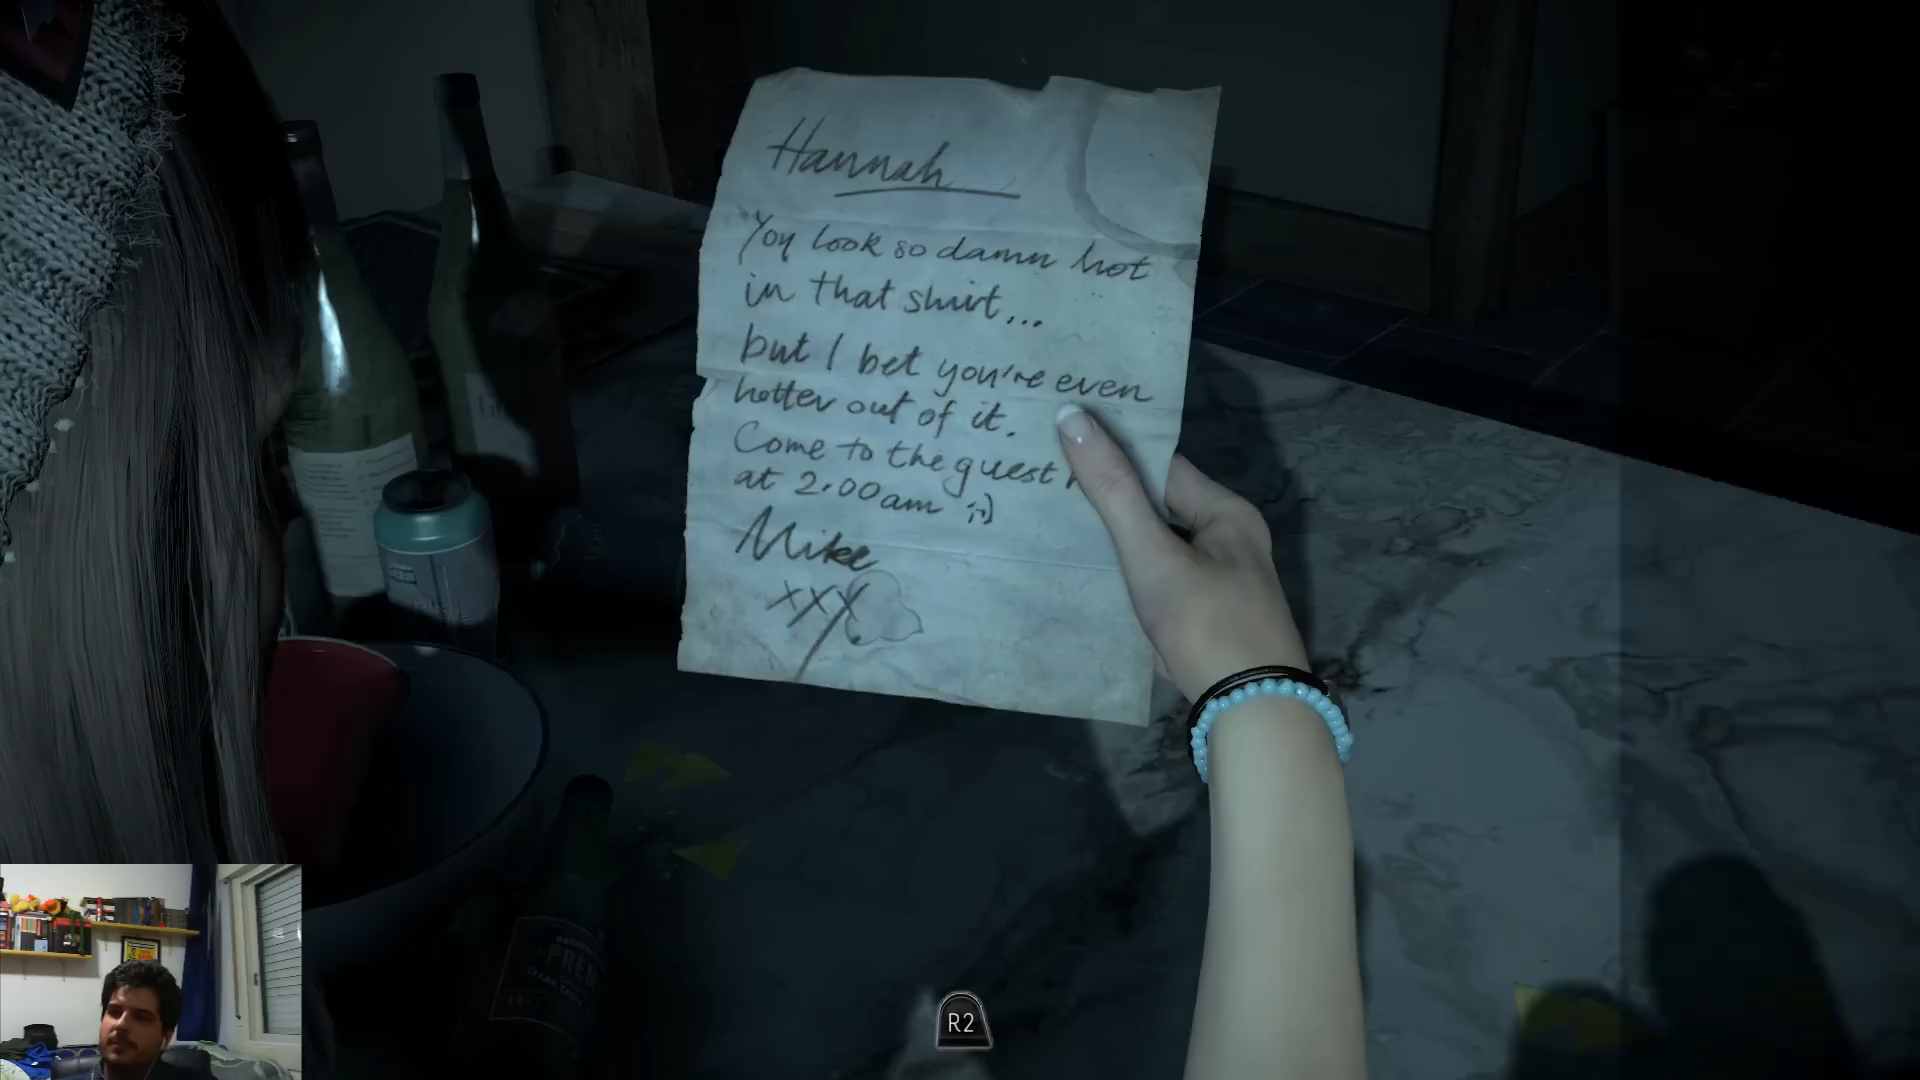 Hannah
You look so damn hot
in that shirt...
but I bet you're even
hotter out of it.
Come to the guest
at 2.00am ;)
Mike
xxx
PREM
R2